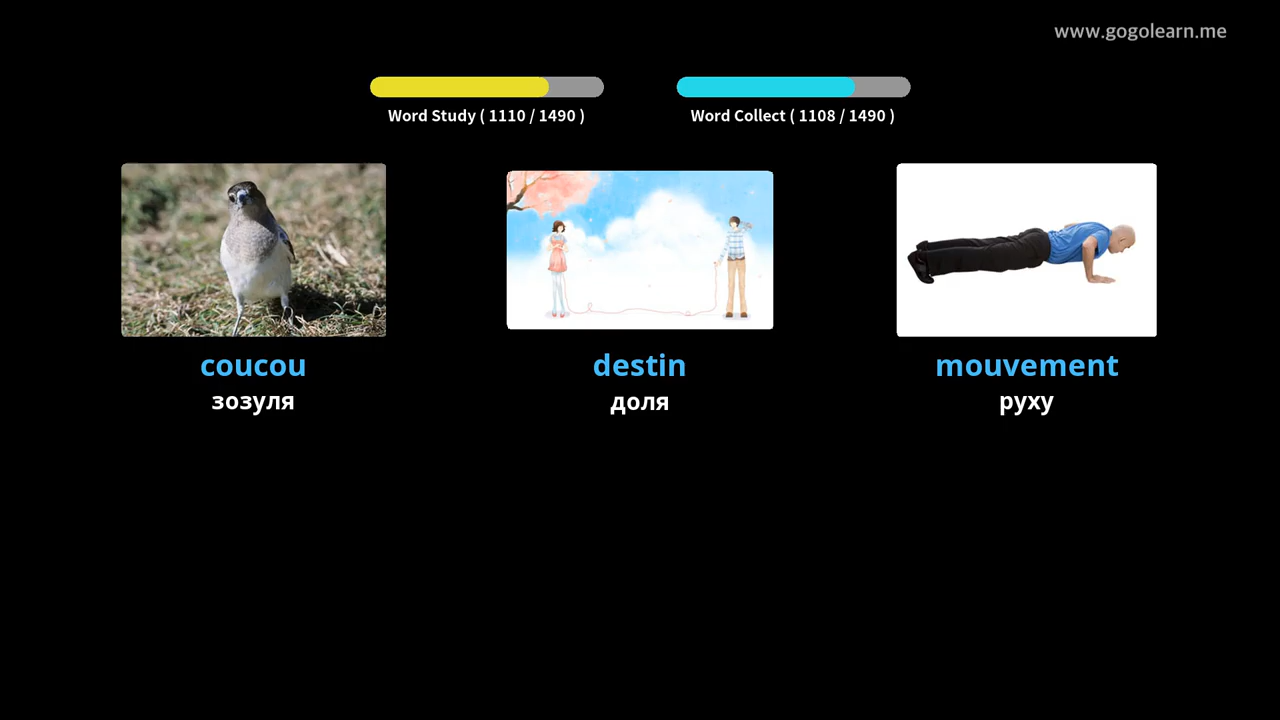 www.gogolearn.me
Word Study ( 1110 / 1490 )
Word Collect ( 1108 / 1490 )
coucou
зозуля
destin
доля
mouvement
руху